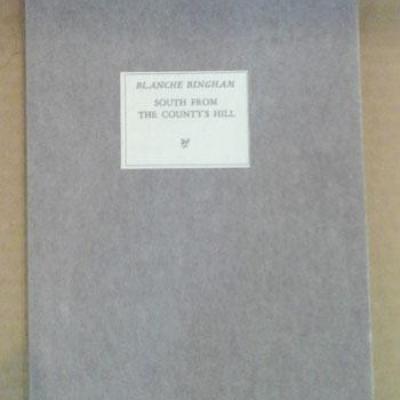 BLANCHE BINGHAM
SOUTH FROM
THE COUNTY'S HILL